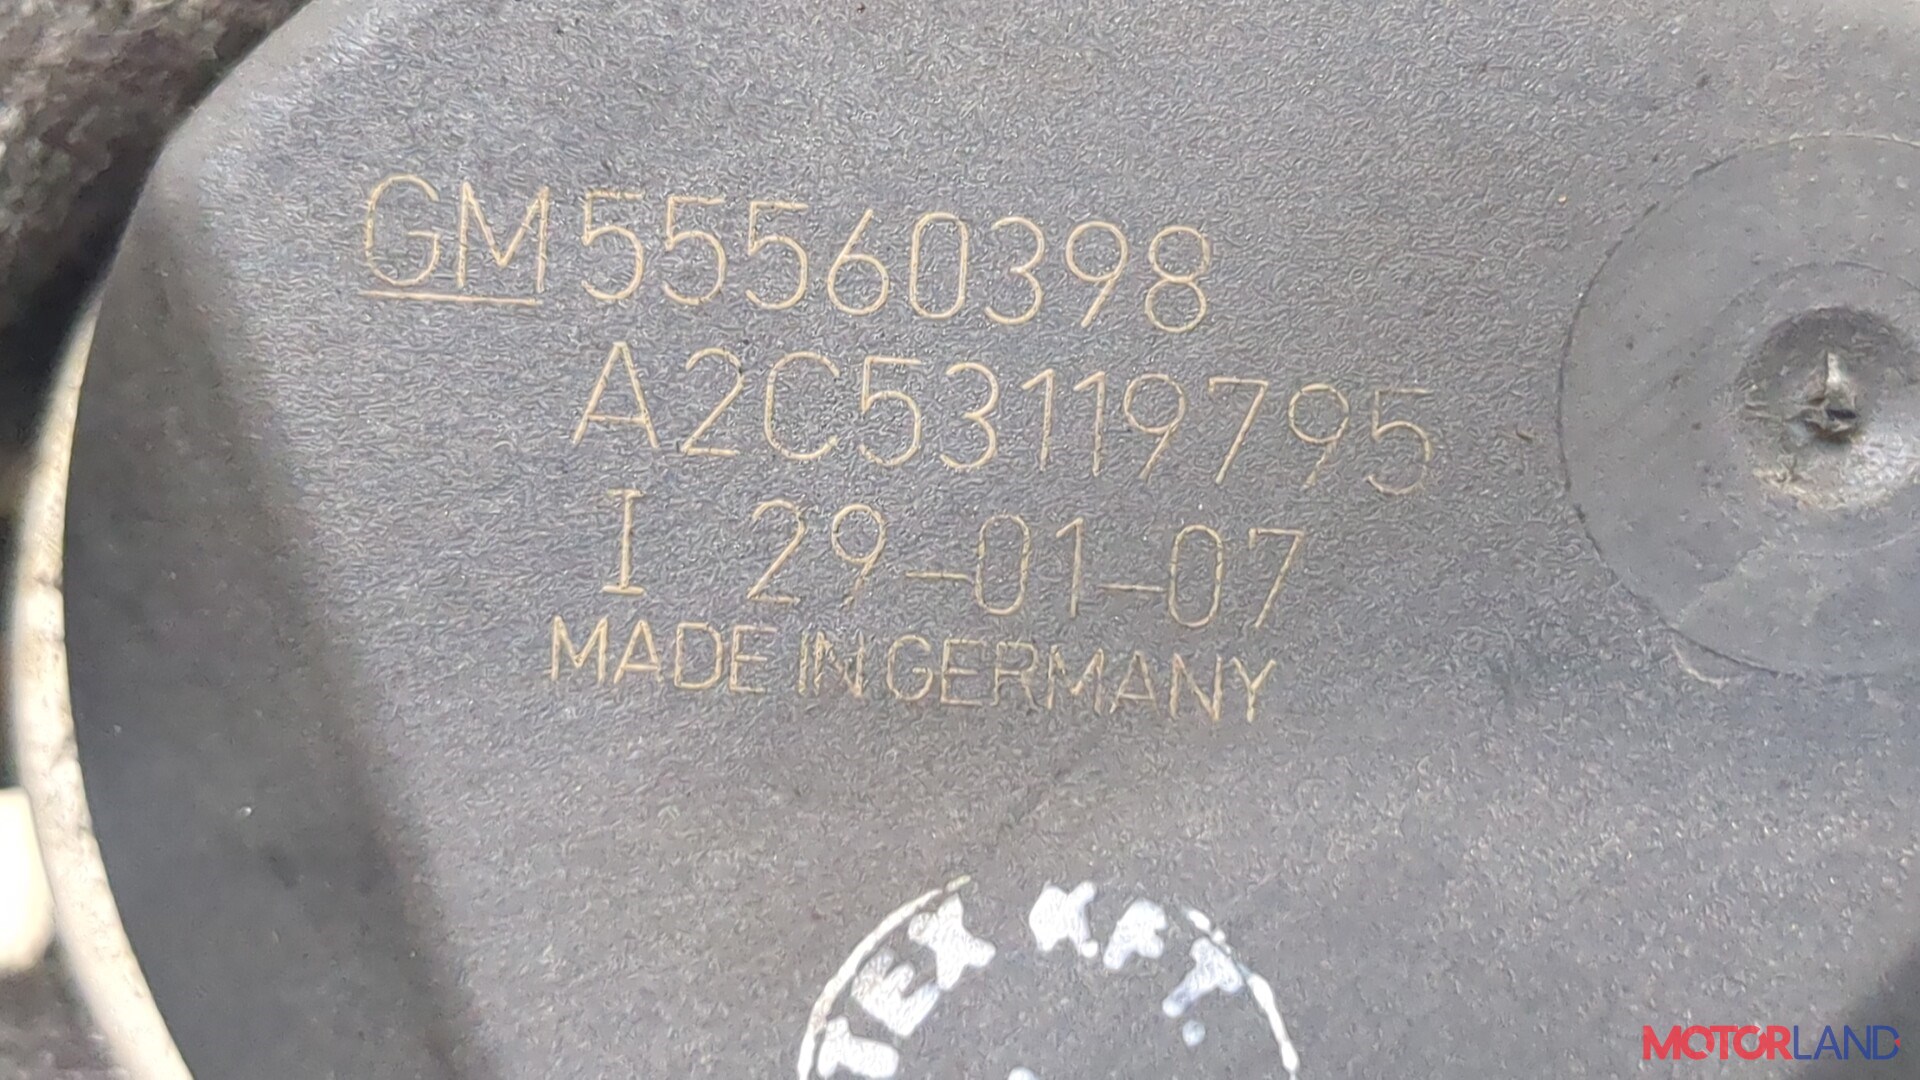 GM 55560398
A2C53119795
I 29-01-07
MADE IN GERMANY
MOTORLAND